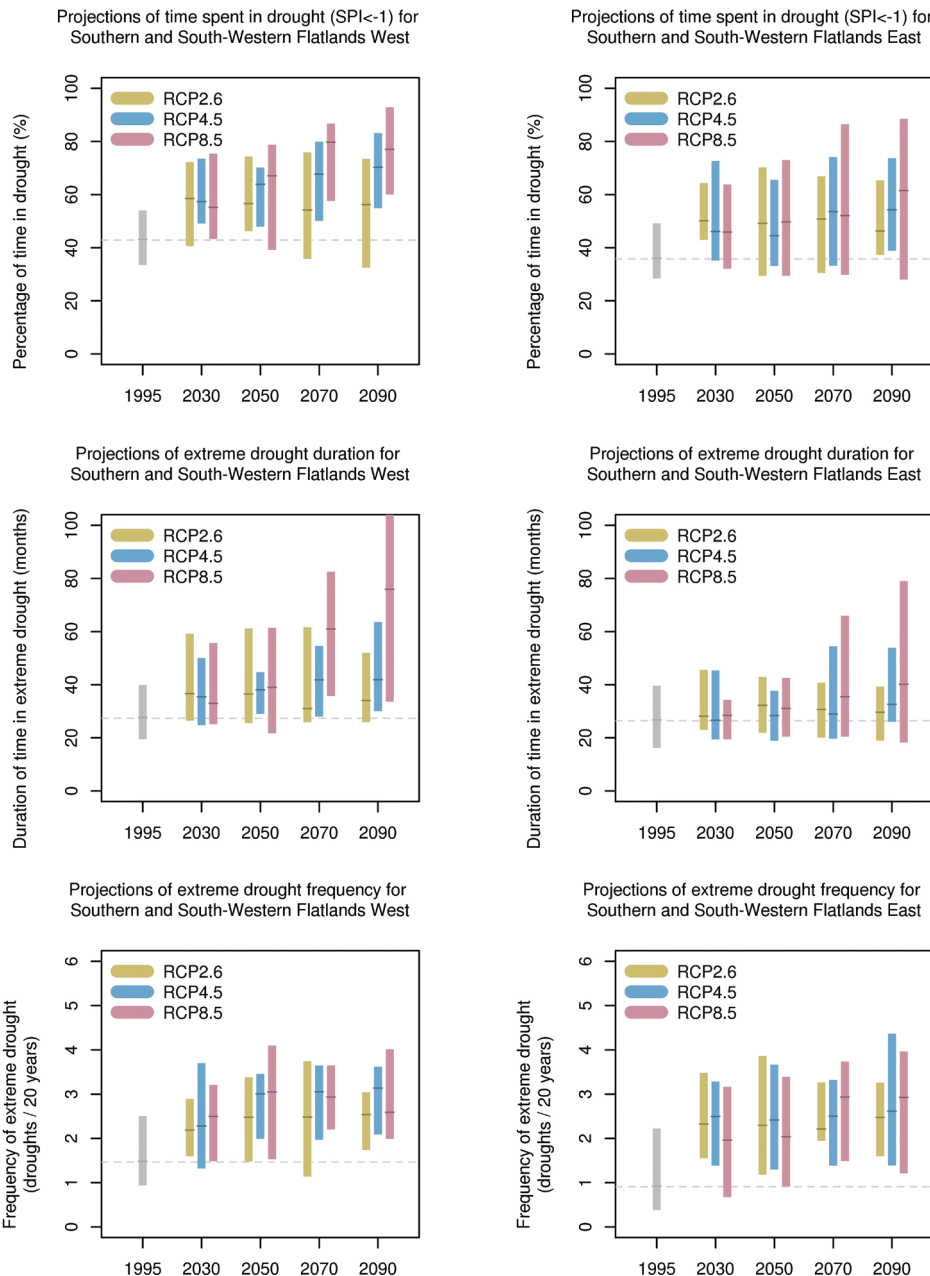 Projections of time spent in drought (SPI<-1) for
Southern and South-Western Flatlands West
Percentage of time in drought (%)
100
80
60
40
20
0
RCP2.6
RCP4.5
RCP8.5
1995 2030 2050 2070 2090
Projections of time spent in drought (SPI<-1) for
Southern and South-Western Flatlands East
Percentage of time in drought (%)
100
80
60
40
20
0
RCP2.6
RCP4.5
RCP8.5
1995 2030 2050 2070 2090
Projections of extreme drought duration for
Southern and South-Western Flatlands West
Duration of time in extreme drought (months)
100
80
60
40
20
0
RCP2.6
RCP4.5
RCP8.5
1995 2030 2050 2070 2090
Projections of extreme drought duration for
Southern and South-Western Flatlands East
Duration of time in extreme drought (months)
100
80
60
40
20
0
RCP2.6
RCP4.5
RCP8.5
1995 2030 2050 2070 2090
Projections of extreme drought frequency for
Southern and South-Western Flatlands West
Frequency of extreme drought
(droughts / 20 years)
6
5
4
3
2
1
0
RCP2.6
RCP4.5
RCP8.5
1995 2030 2050 2070 2090
Projections of extreme drought frequency for
Southern and South-Western Flatlands East
Frequency of extreme drought
(droughts / 20 years)
6
5
4
3
2
1
0
RCP2.6
RCP4.5
RCP8.5
1995 2030 2050 2070 2090